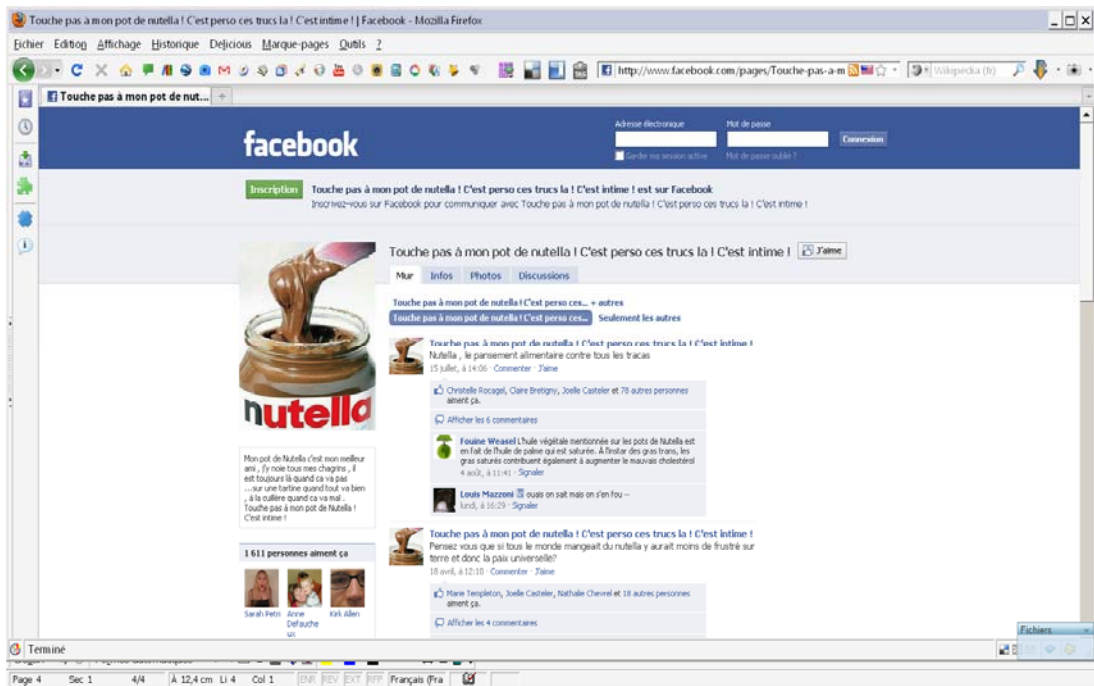 Touche pas à mon pot de nutella ! C'est perso ces trucs la ! C'est intime ! | Facebook - Mozilla Firefox
Fichier Edition Affichage Historique Delicious Marque-pages Outils ?
http://www.facebook.com/pages/Touche-pas-a-m
Wikipedia (fr)
Touche pas à mon pot de nut...
facebook
Adresse électronique
Mot de passe
Connexion
Garder ma session active
Mot de passe oublié ?
Inscription
Touche pas à mon pot de nutella ! C'est perso ces trucs la ! C'est intime ! est sur Facebook
Inscrivez-vous sur Facebook pour communiquer avec Touche pas à mon pot de nutella ! C'est perso ces trucs la ! C'est intime !
Touche pas à mon pot de nutella ! C'est perso ces trucs la ! C'est intime !
J'aime
Mur Infos Photos Discussions
Touche pas à mon pot de nutella ! C'est perso ces... + autres
Touche pas à mon pot de nutella ! C'est perso ces...
Seulement les autres
Touche pas à mon pot de nutella ! C'est perso ces trucs la ! C'est intime !
Nutella , le pansement alimentaire contre tous les tracas
15 juillet, à 14:06 · Commenter · J'aime
Christelle Rocagel, Claire Bretigny, Joelle Casteler et 78 autres personnes
aiment ça.
Afficher les 6 commentaires
Fouine Weasel L'huile végétale mentionnée sur les pots de Nutella est
en fait de l'huile de palme qui est saturée. À l'instar des gras trans, les
gras saturés contribuent également à augmenter le mauvais cholestérol
4 août, à 11:41 · Signaler
Louis Mazzoni ouais on sait mais on s'en fou --
lundi, à 16:29 · Signaler
Touche pas à mon pot de nutella ! C'est perso ces trucs la ! C'est intime !
Pensez vous que si tous le monde mangeait du nutella y aurait moins de frustré sur
terre et donc la paix universelle?
18 avril, à 12:10 · Commenter · J'aime
Marie Templeton, Joelle Casteler, Nathalie Chevrel et 18 autres personnes
aiment ça.
Afficher les 4 commentaires
nutella
Mon pot de Nutella c'est mon meilleur
ami , j'y noie tous mes chagrins , il
est toujours là quand ca va pas
...sur une tartine quand tout va bien
, à la cuillère quand ca va mal .
Touche pas à mon pot de Nutella !
C'est intime !
1 611 personnes aiment ça
Sarah Petri
Anne
Defauche
ux
Kirk Allen
Fichiers
Terminé
Page 4 Sec 1 4/4 À 12,4 cm Li 4 Col 1 ENR REV EXT RFP Français (Fra